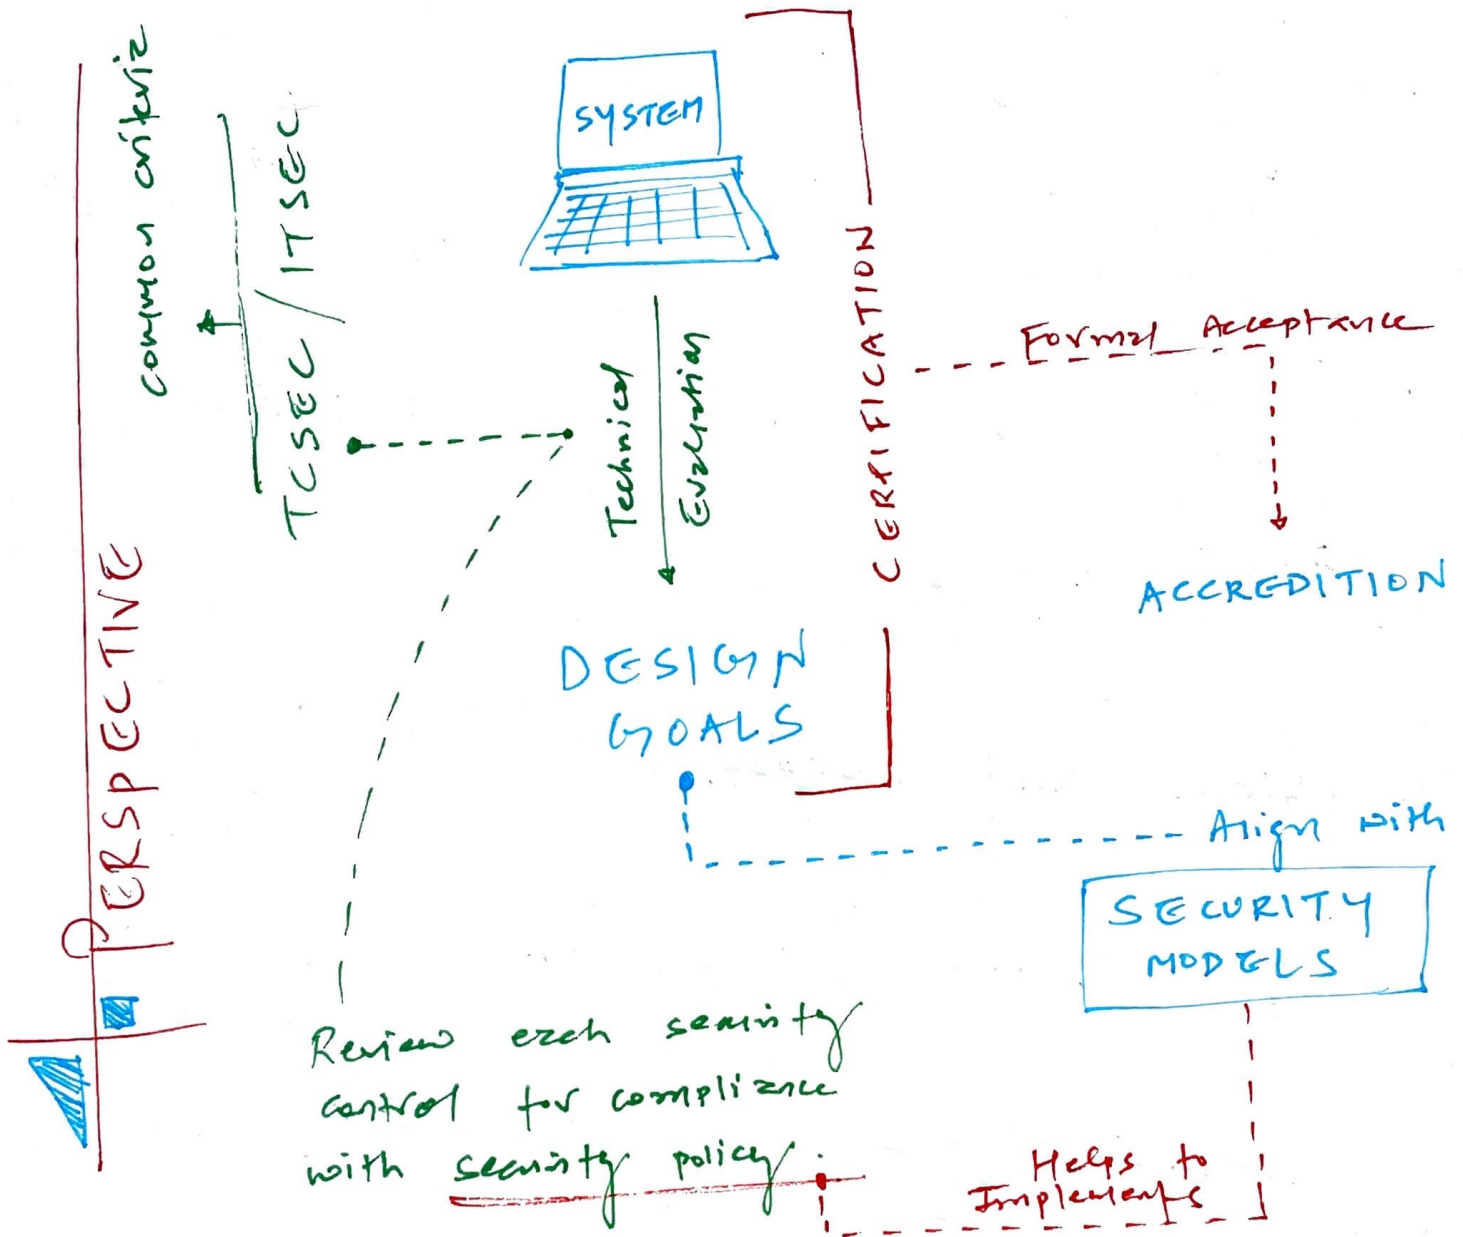 common criteria
TCSEC / ITSEC
PERSPECTIVE
SYSTEM
Technical
Evaluation
DESIGN
GOALS
CERTIFICATION
Formal Acceptance
ACCREDITION
Align with
SECURITY
MODELS
Review each security
control for compliance
with security policy.
Helps to
Implements